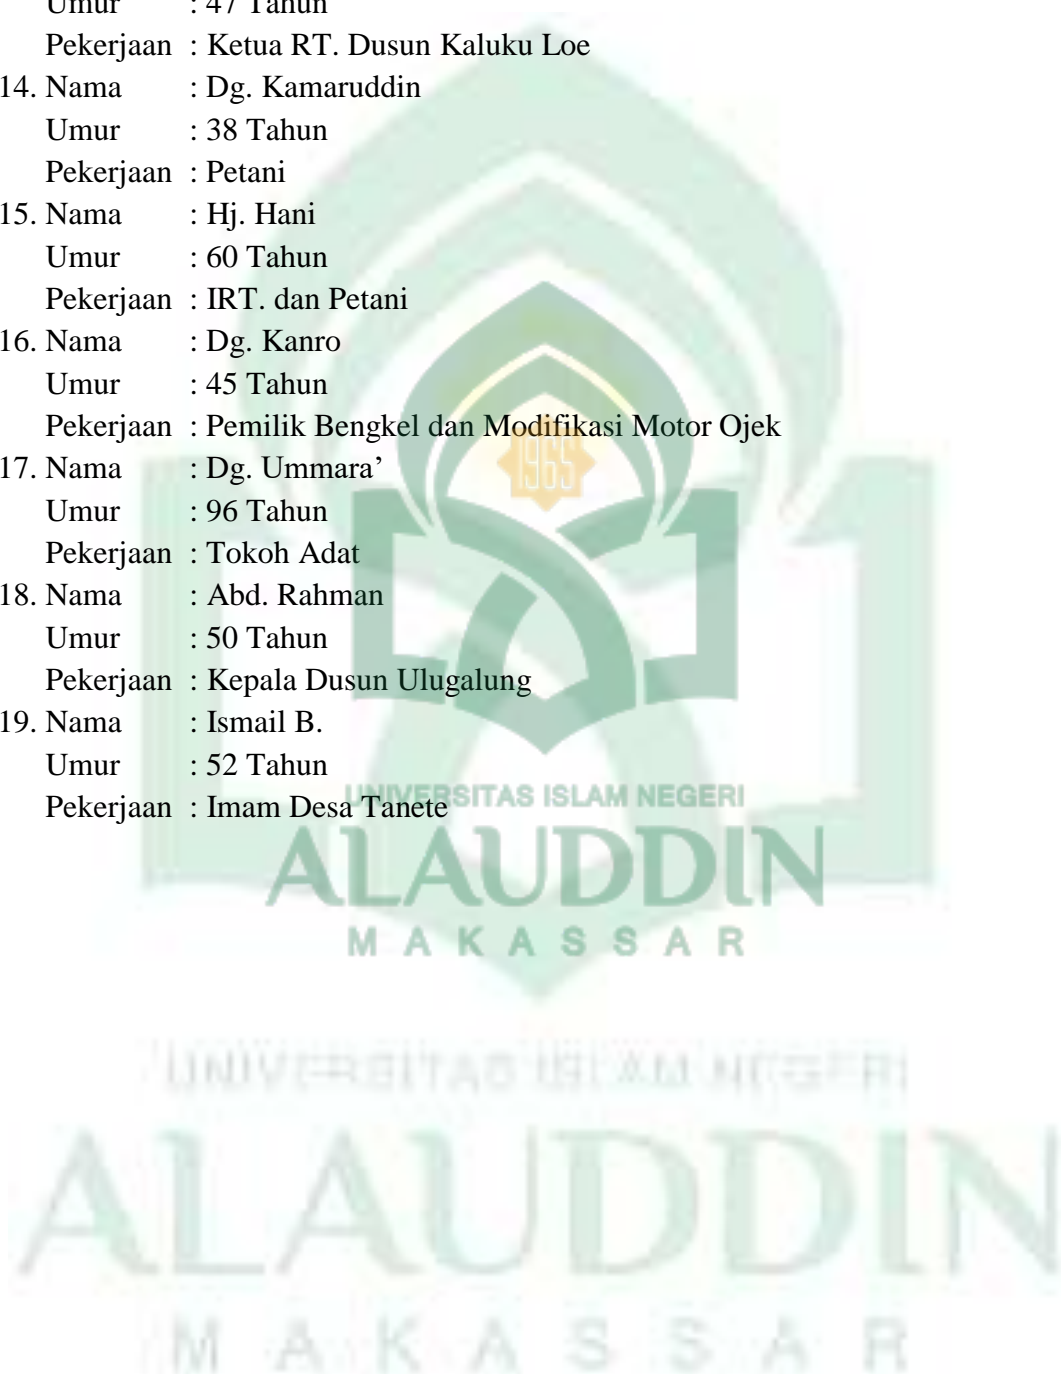 Umur : 47 Tahun
Pekerjaan : Ketua RT. Dusun Kaluku Loe
14. Nama : Dg. Kamaruddin
Umur : 38 Tahun
Pekerjaan : Petani
15. Nama : Hj. Hani
Umur : 60 Tahun
Pekerjaan : IRT. dan Petani
16. Nama : Dg. Kanro
Umur : 45 Tahun
Pekerjaan : Pemilik Bengkel dan Modifikasi Motor Ojek
1965
17. Nama : Dg. Ummara’
Umur : 96 Tahun
Pekerjaan : Tokoh Adat
18. Nama : Abd. Rahman
Umur : 50 Tahun
Pekerjaan : Kepala Dusun Ulugalung
19. Nama : Ismail B.
Umur : 52 Tahun
Pekerjaan : Imam Desa Tanete
UNIVERSITAS ISLAM NEGERI
ALAUDDIN
MAKASSAR
UNIVERSITAS ISLAM NEGERI
ALAUDDIN
MAKASSAR